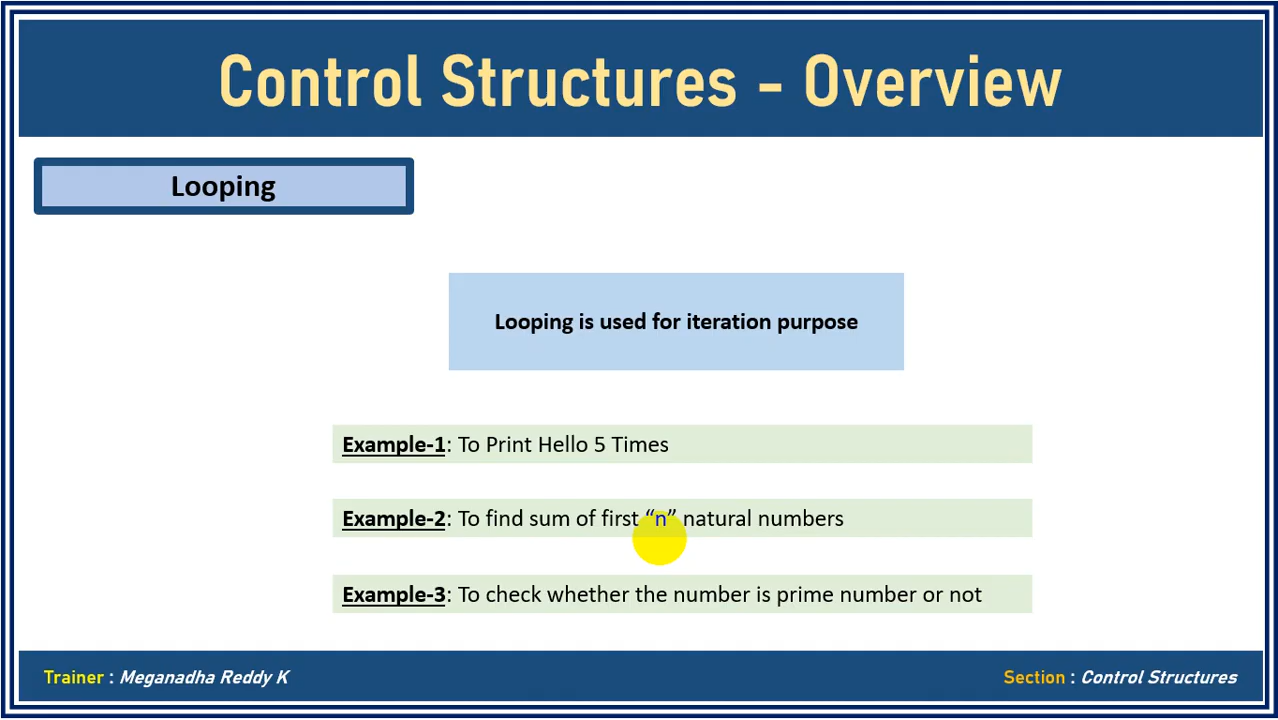 Control Structures - Overview
Looping
Looping is used for iteration purpose
Example-1: To Print Hello 5 Times
Example-2: To find sum of first “n” natural numbers
Example-3: To check whether the number is prime number or not
Trainer : Meganadha Reddy K
Section : Control Structures